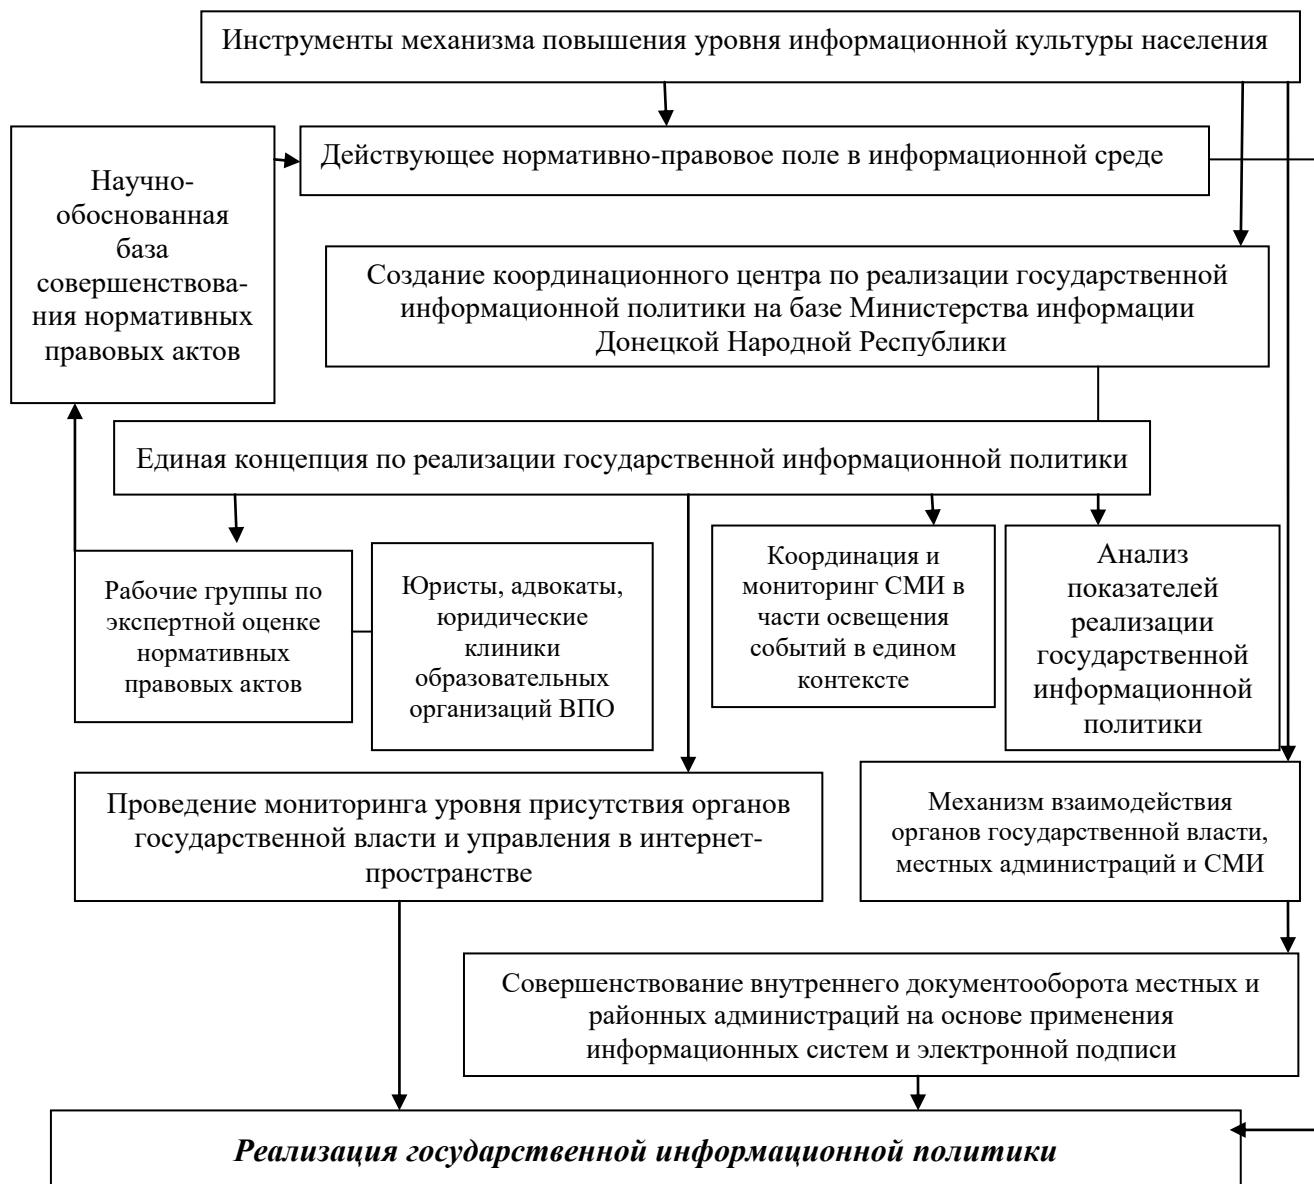 Инструменты механизма повышения уровня информационной культуры населения
Действующее нормативно-правовое поле в информационной среде
Научно-
обоснованная
база
совершенствова-
ния нормативных
правовых актов
Создание координационного центра по реализации государственной
информационной политики на базе Министерства информации
Донецкой Народной Республики
Единая концепция по реализации государственной информационной политики
Рабочие группы по
экспертной оценке
нормативных
правовых актов
Юристы, адвокаты,
юридические
клиники
образовательных
организаций ВПО
Координация и
мониторинг СМИ в
части освещения
событий в едином
контексте
Анализ
показателей
реализации
государственной
информационной
политики
Проведение мониторинга уровня присутствия органов
государственной власти и управления в интернет-
пространстве
Механизм взаимодействия
органов государственной власти,
местных администраций и СМИ
Совершенствование внутреннего документооборота местных и
районных администраций на основе применения
информационных систем и электронной подписи
Реализация государственной информационной политики